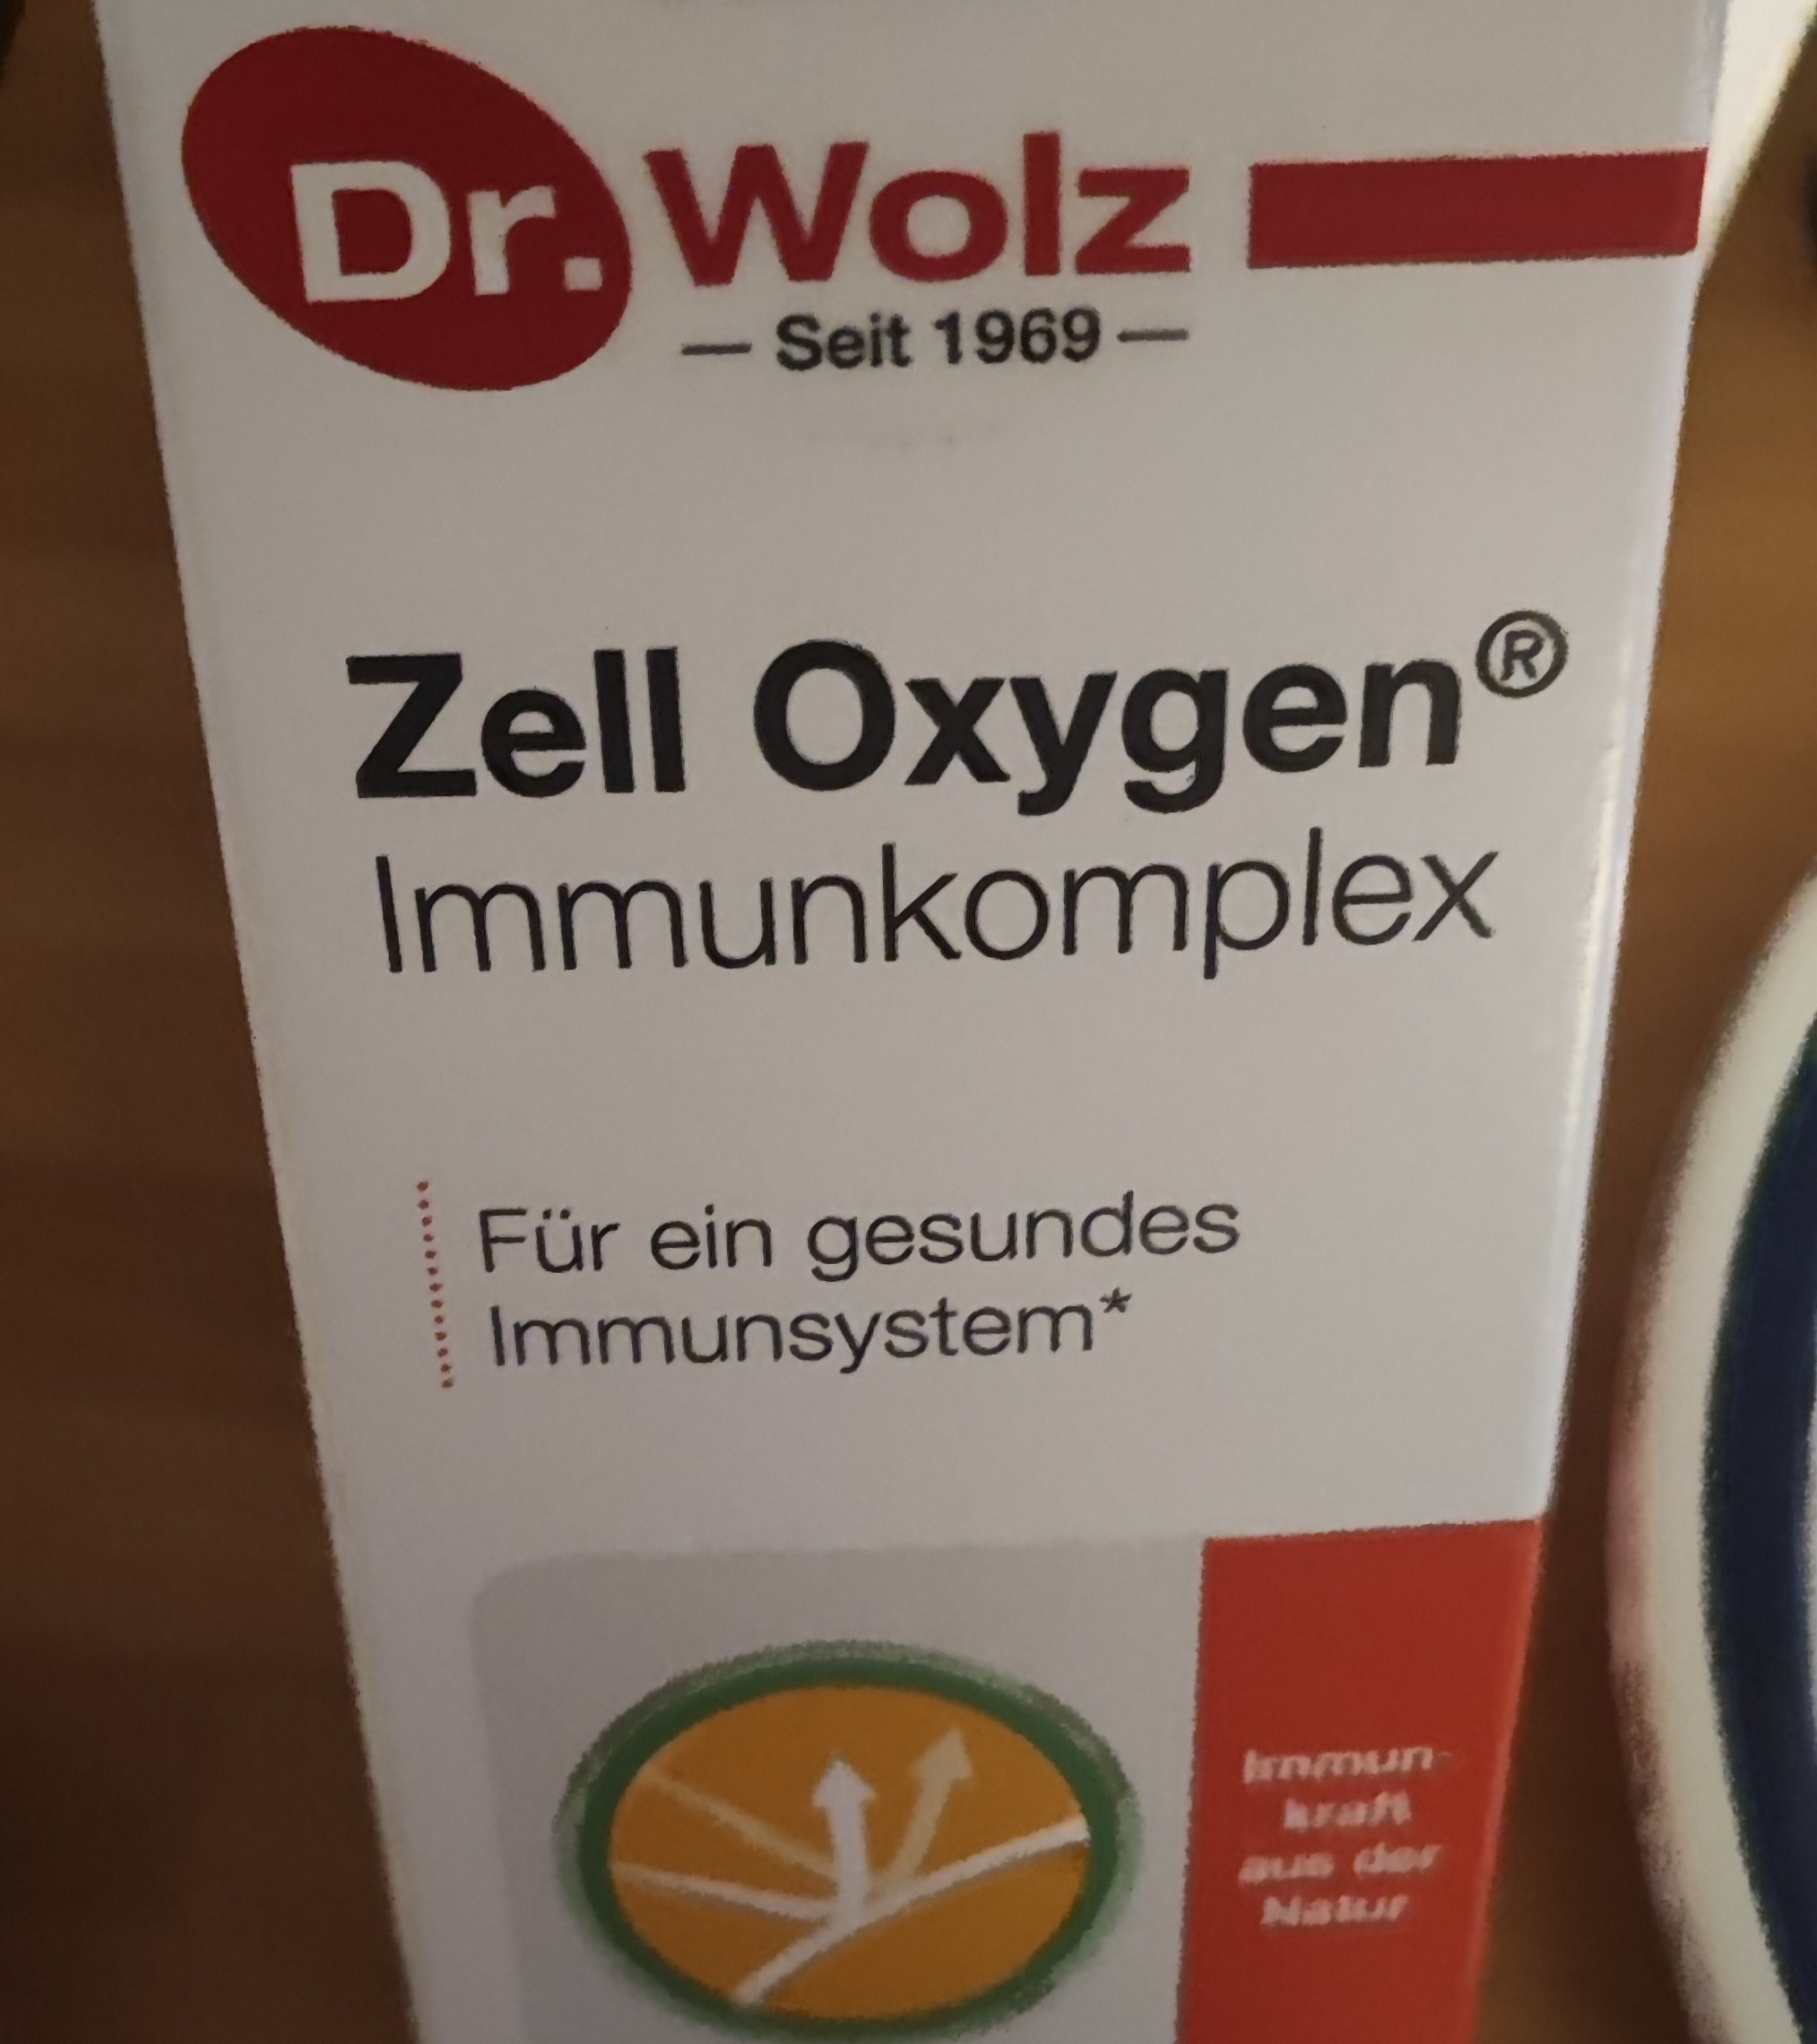 Dr. Wolz
— Seit 1969 —
Zell Oxygen®
Immunkomplex
Für ein gesundes
Immunsystem*
Immun-
kraft
aus der
Natur